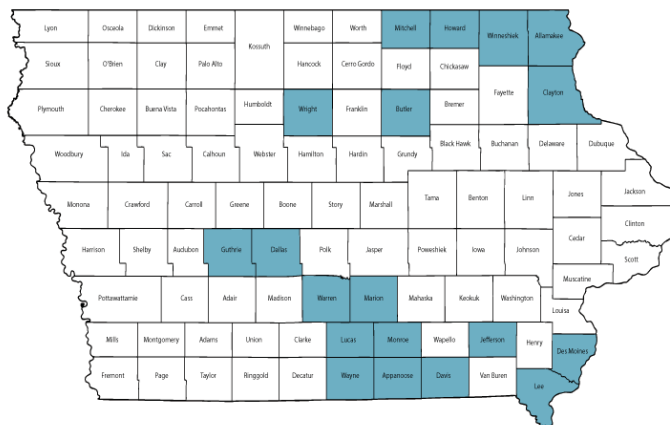 Lyon Osceola Dickinson Emmet Kossuth Winnebago Worth Mitchell Howard Winneshiek Allamakee
Sioux O'Brien Clay Palo Alto Hancock Cerro Gordo Floyd Chickasaw Fayette Clayton
Plymouth Cherokee Buena Vista Pocahontas Humboldt Wright Franklin Butler Bremer
Woodbury Ida Sac Calhoun Webster Hamilton Hardin Grundy Black Hawk Buchanan Delaware Dubuque
Monona Crawford Carroll Greene Boone Story Marshall Tama Benton Linn Jones Jackson
Clinton
Harrison Shelby Audubon Guthrie Dallas Polk Jasper Poweshiek Iowa Johnson Cedar Scott
Muscatine
Pottawattamie Cass Adair Madison Warren Marion Mahaska Keokuk Washington Louisa
Mills Montgomery Adams Union Clarke Lucas Monroe Wapello Jefferson Henry Des Moines
Fremont Page Taylor Ringgold Decatur Wayne Appanoose Davis Van Buren Lee